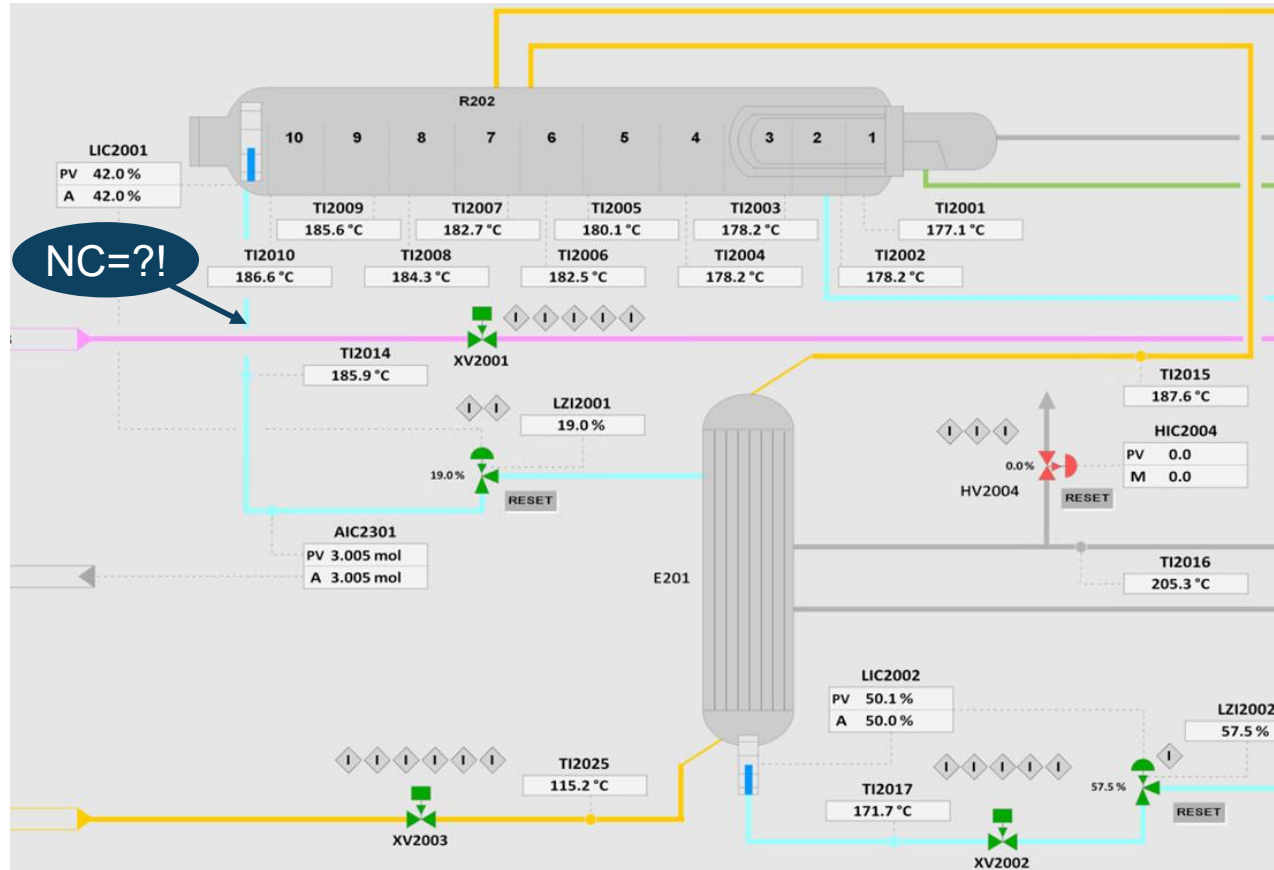 R202
10 9 8 7 6 5 4 3 2 1
LIC2001
PV 42.0 %
A 42.0 %
TI2009
185.6 °C
TI2007
182.7 °C
TI2005
180.1 °C
TI2003
178.2 °C
TI2001
177.1 °C
NC=?!
TI2010
186.6 °C
TI2008
184.3 °C
TI2006
182.5 °C
TI2004
178.2 °C
TI2002
178.2 °C
I I I I I
XV2001
TI2014
185.9 °C
TI2015
187.6 °C
I I
LZI2001
19.0 %
19.0 %
RESET
I I I
HIC2004
PV 0.0
M 0.0
0.0 %
HV2004
RESET
AIC2301
PV 3.005 mol
A 3.005 mol
E201
TI2016
205.3 °C
LIC2002
PV 50.1 %
A 50.0 %
LZI2002
57.5 %
I I I I I I
TI2025
115.2 °C
XV2003
I I I I I
I
57.5 %
RESET
TI2017
171.7 °C
XV2002